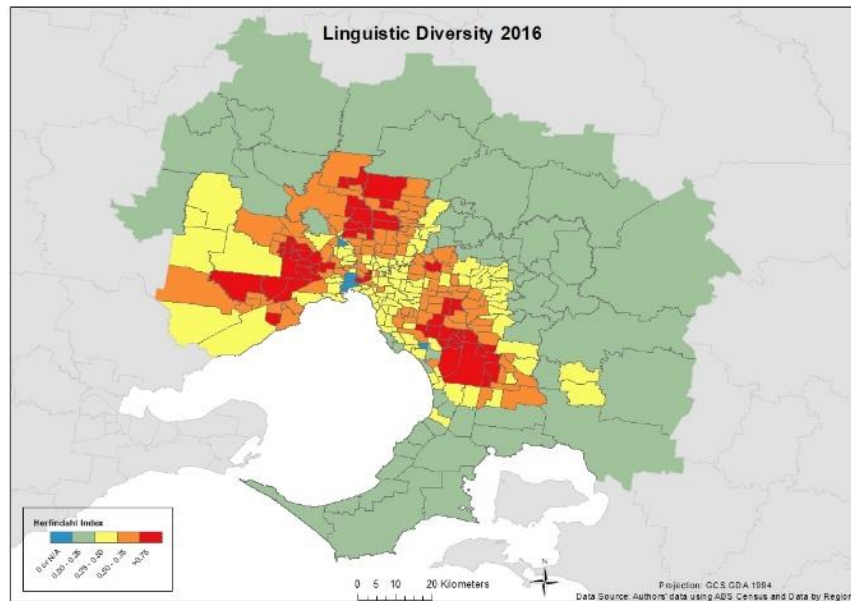 Linguistic Diversity 2016
Herfindahl Index
0 or N/A
0.00 - 0.25
0.25 - 0.50
0.50 - 0.75
>0.75
0 5 10 20 Kilometers
N
Projection: GCS GDA 1994
Data Source: Authors' data using ABS Census and Data by Region